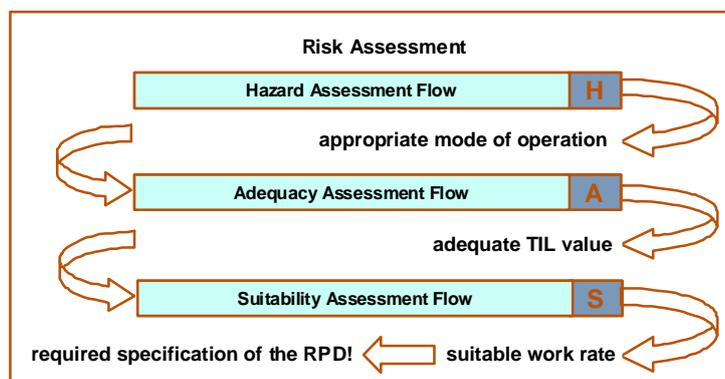 Risk Assessment
Hazard Assessment Flow H
appropriate mode of operation
Adequacy Assessment Flow A
adequate TIL value
Suitability Assessment Flow S
required specification of the RPD! suitable work rate